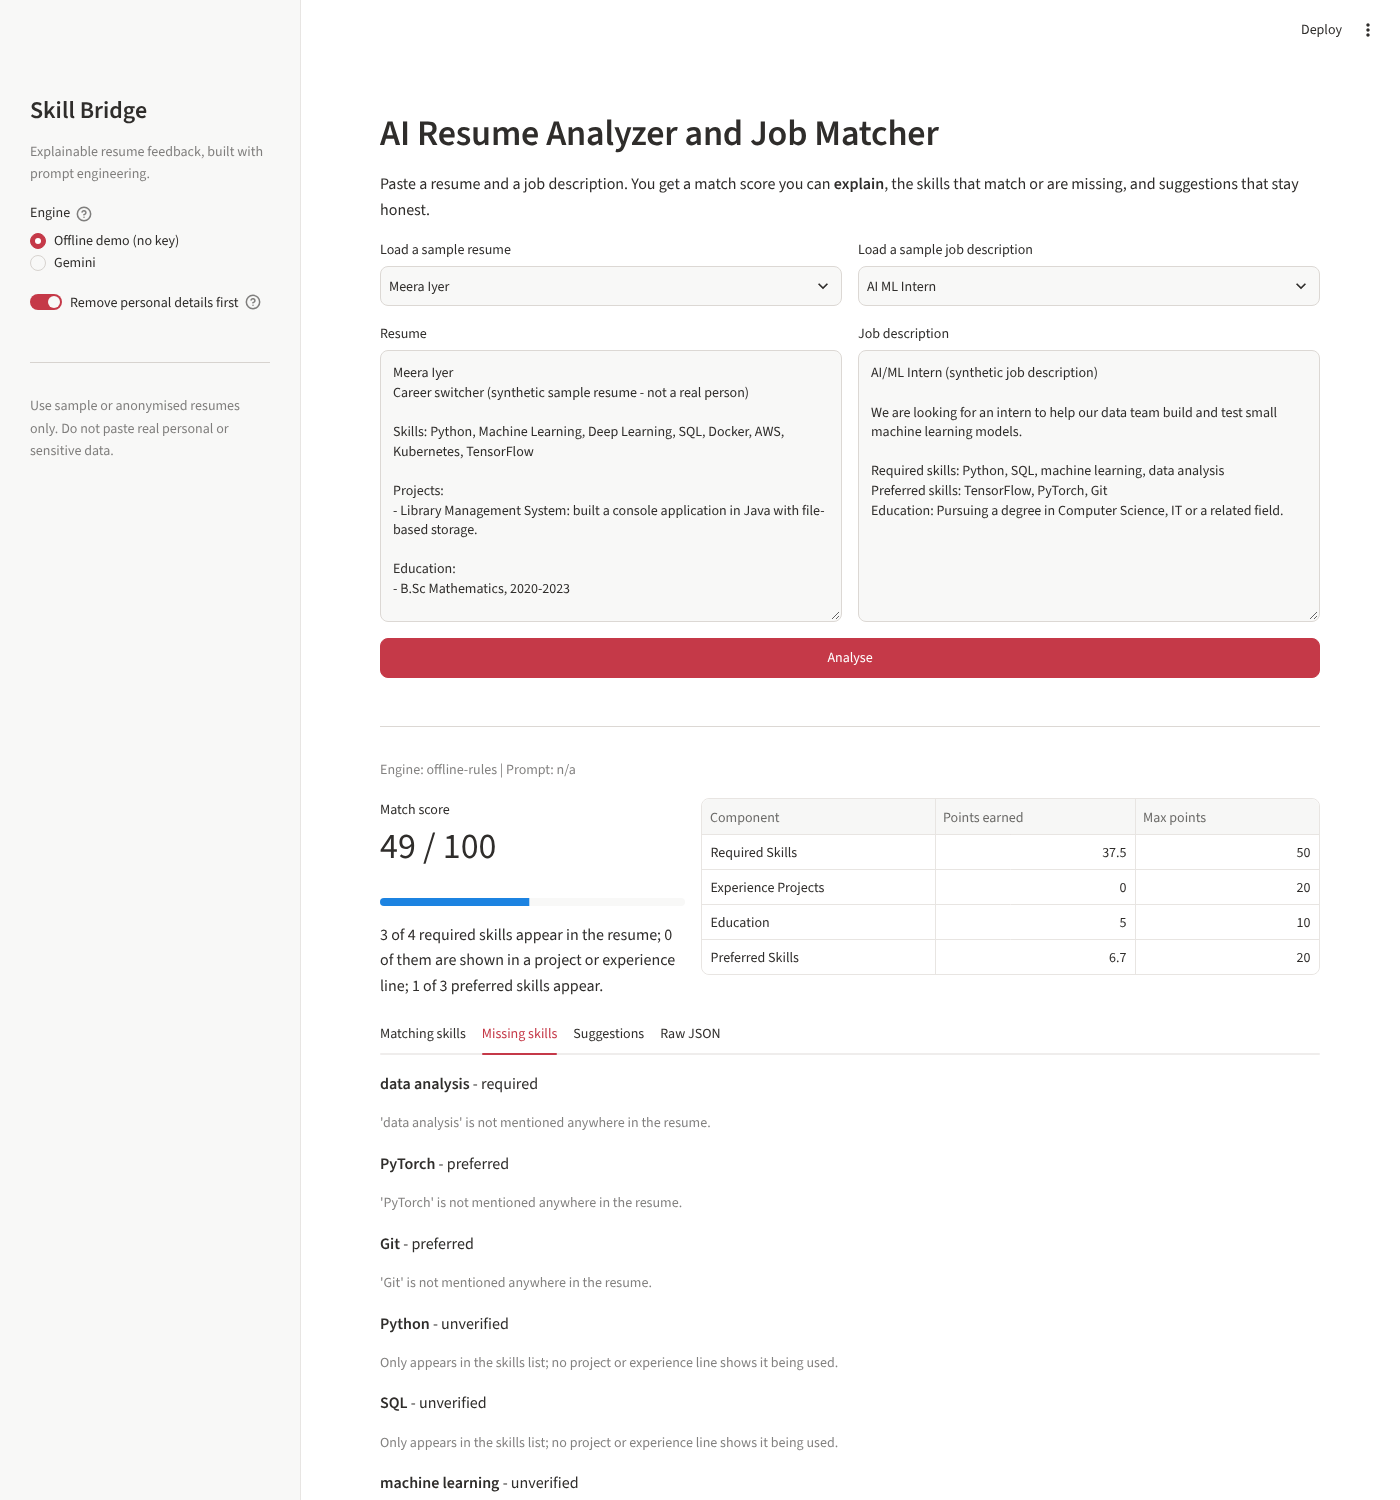 Deploy
Skill Bridge
Explainable resume feedback, built with
prompt engineering.
Engine
Offline demo (no key)
Gemini
Remove personal details first
Use sample or anonymised resumes
only. Do not paste real personal or
sensitive data.
AI Resume Analyzer and Job Matcher
Paste a resume and a job description. You get a match score you can explain, the skills that match or are missing, and suggestions that stay
honest.
Load a sample resume
Meera Iyer
Load a sample job description
AI ML Intern
Resume
Meera Iyer
Career switcher (synthetic sample resume - not a real person)
Skills: Python, Machine Learning, Deep Learning, SQL, Docker, AWS,
Kubernetes, TensorFlow
Projects:
- Library Management System: built a console application in Java with file-
based storage.
Education:
- B.Sc Mathematics, 2020-2023
Job description
AI/ML Intern (synthetic job description)
We are looking for an intern to help our data team build and test small
machine learning models.
Required skills: Python, SQL, machine learning, data analysis
Preferred skills: TensorFlow, PyTorch, Git
Education: Pursuing a degree in Computer Science, IT or a related field.
Analyse
Engine: offline-rules | Prompt: n/a
Match score
49 / 100
3 of 4 required skills appear in the resume; 0
of them are shown in a project or experience
line; 1 of 3 preferred skills appear.
Component Points earned Max points
Required Skills 37.5 50
Experience Projects 0 20
Education 5 10
Preferred Skills 6.7 20
Matching skills Missing skills Suggestions Raw JSON
data analysis - required
'data analysis' is not mentioned anywhere in the resume.
PyTorch - preferred
'PyTorch' is not mentioned anywhere in the resume.
Git - preferred
'Git' is not mentioned anywhere in the resume.
Python - unverified
Only appears in the skills list; no project or experience line shows it being used.
SQL - unverified
Only appears in the skills list; no project or experience line shows it being used.
machine learning - unverified